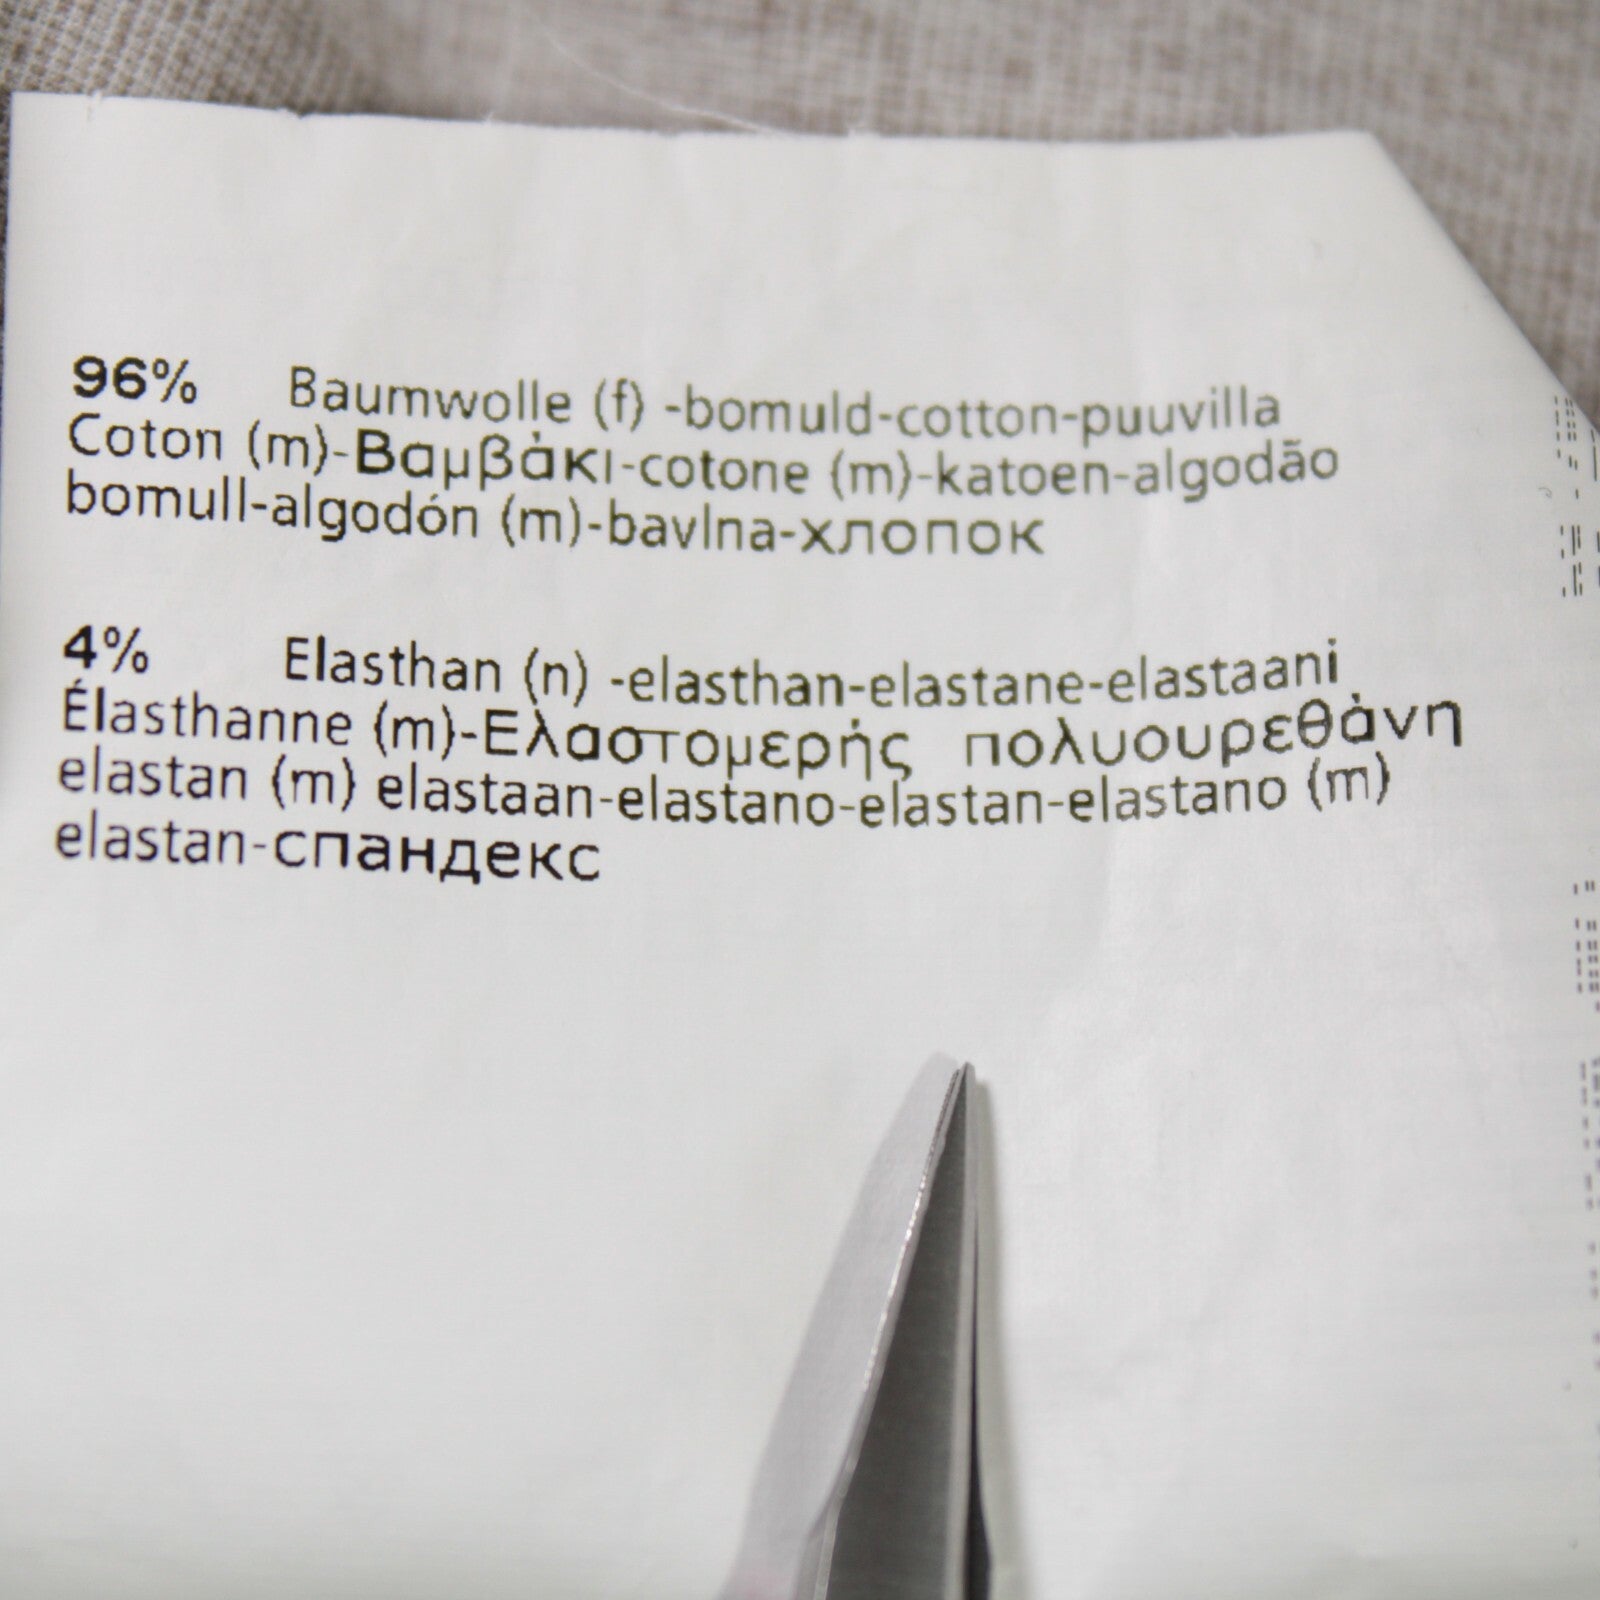 96% Baumwolle (f) -bomuld-cotton-puuvilla
Coton (m)-Βαμβάκι-cotone (m)-katoen-algodão
bomull-algodón (m)-bavlna-хлопок
4% Elasthan (n) -elasthan-elastane-elastaani
Élasthanne (m)-Ελαστομερής πολυουρεθάνη
elastan (m) elastaan-elastano-elastan-elastano (m)
elastan-спандекс